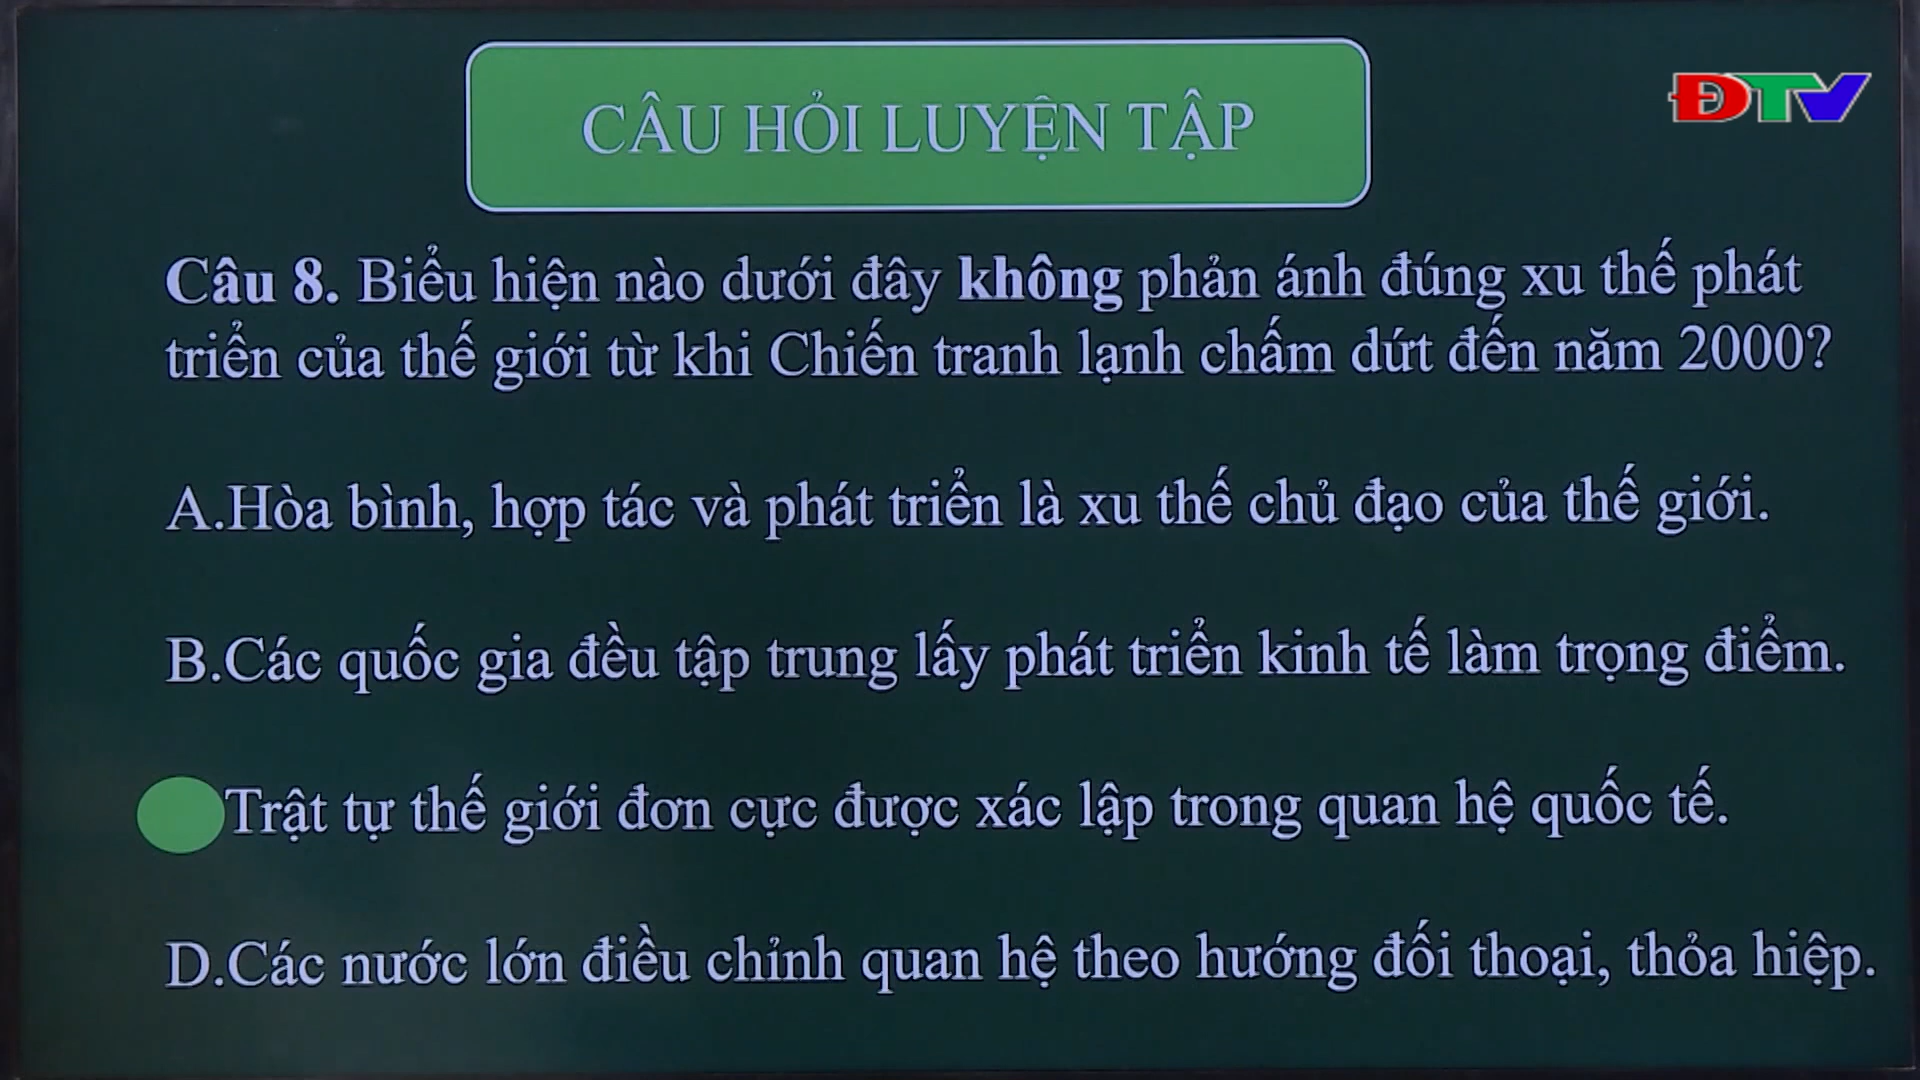 CÂU HỎI LUYỆN TẬP
ĐTV
Câu 8. Biểu hiện nào dưới đây không phản ánh đúng xu thế phát
triển của thế giới từ khi Chiến tranh lạnh chấm dứt đến năm 2000?
A.Hòa bình, hợp tác và phát triển là xu thế chủ đạo của thế giới.
B.Các quốc gia đều tập trung lấy phát triển kinh tế làm trọng điểm.
Trật tự thế giới đơn cực được xác lập trong quan hệ quốc tế.
D.Các nước lớn điều chỉnh quan hệ theo hướng đối thoại, thỏa hiệp.